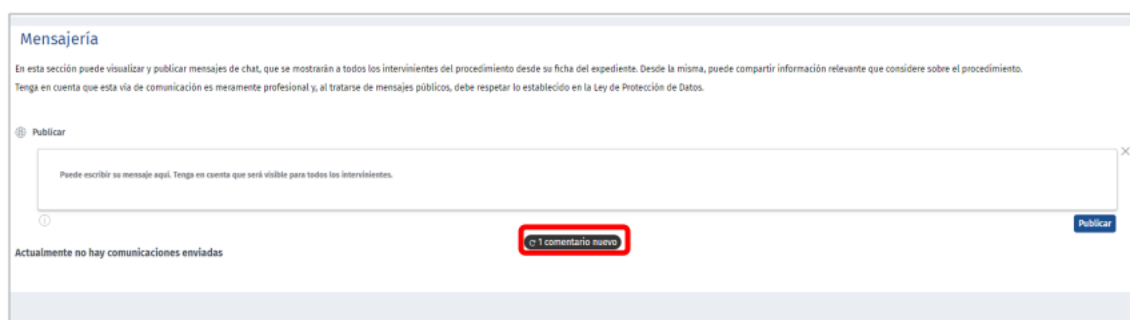 Mensajería
En esta sección puede visualizar y publicar mensajes de chat, que se mostrarán a todos los intervinientes del procedimiento desde su ficha del expediente. Desde la misma, puede compartir información relevante que considere sobre el procedimiento.
Tenga en cuenta que esta vía de comunicación es meramente profesional y, al tratarse de mensajes públicos, debe respetar lo establecido en la Ley de Protección de Datos.
Publicar
Puede escribir su mensaje aquí. Tenga en cuenta que será visible para todos los intervinientes.
Publicar
1 comentario nuevo
Actualmente no hay comunicaciones enviadas